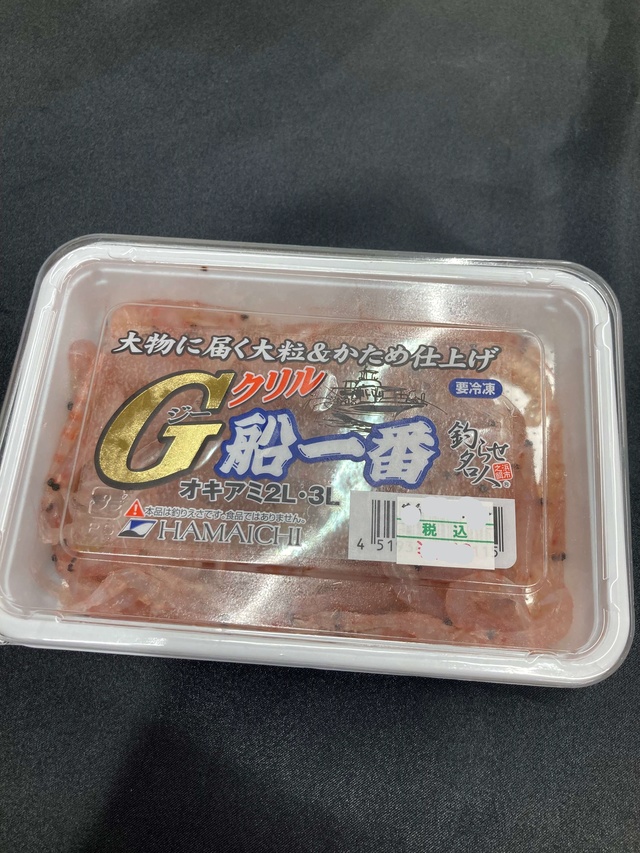 大物に届く大粒&かため仕上げ
Gクリル
ジー
要冷凍
船一番
釣らせ名人
オキアミ2L・3L
本品は釣りえさです・食品ではありません。
HAMAICHI
税込
4 519